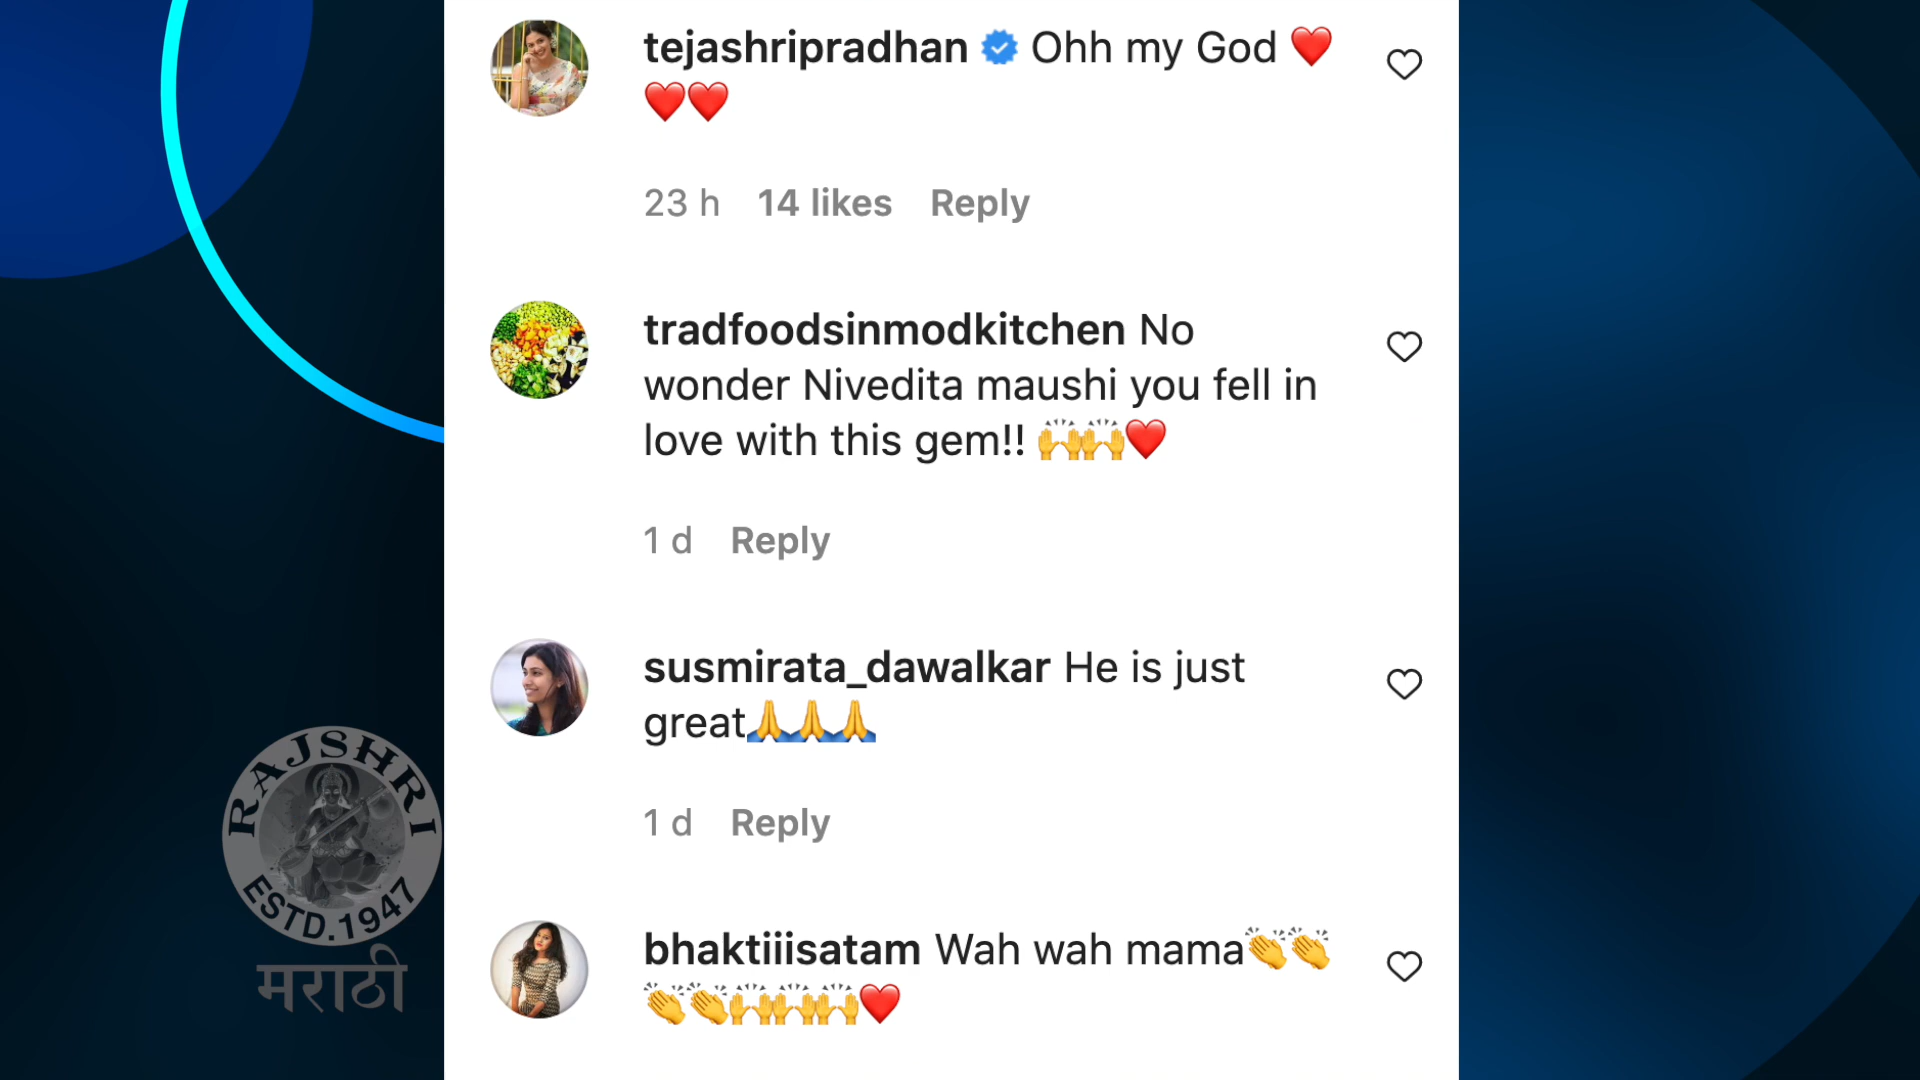 tejashripradhan Ohh my God ❤️
❤️❤️
23 h 14 likes Reply
tradfoodsinmodkitchen No
wonder Nivedita maushi you fell in
love with this gem!! 🙌🙌❤️
1 d Reply
susmirata_dawalkar He is just
great🙏🙏🙏
1 d Reply
bhaktiiisatam Wah wah mama👏👏
👏👏🙌🙌🙌❤️
RAJSHRI
ESTD.1947
मराठी